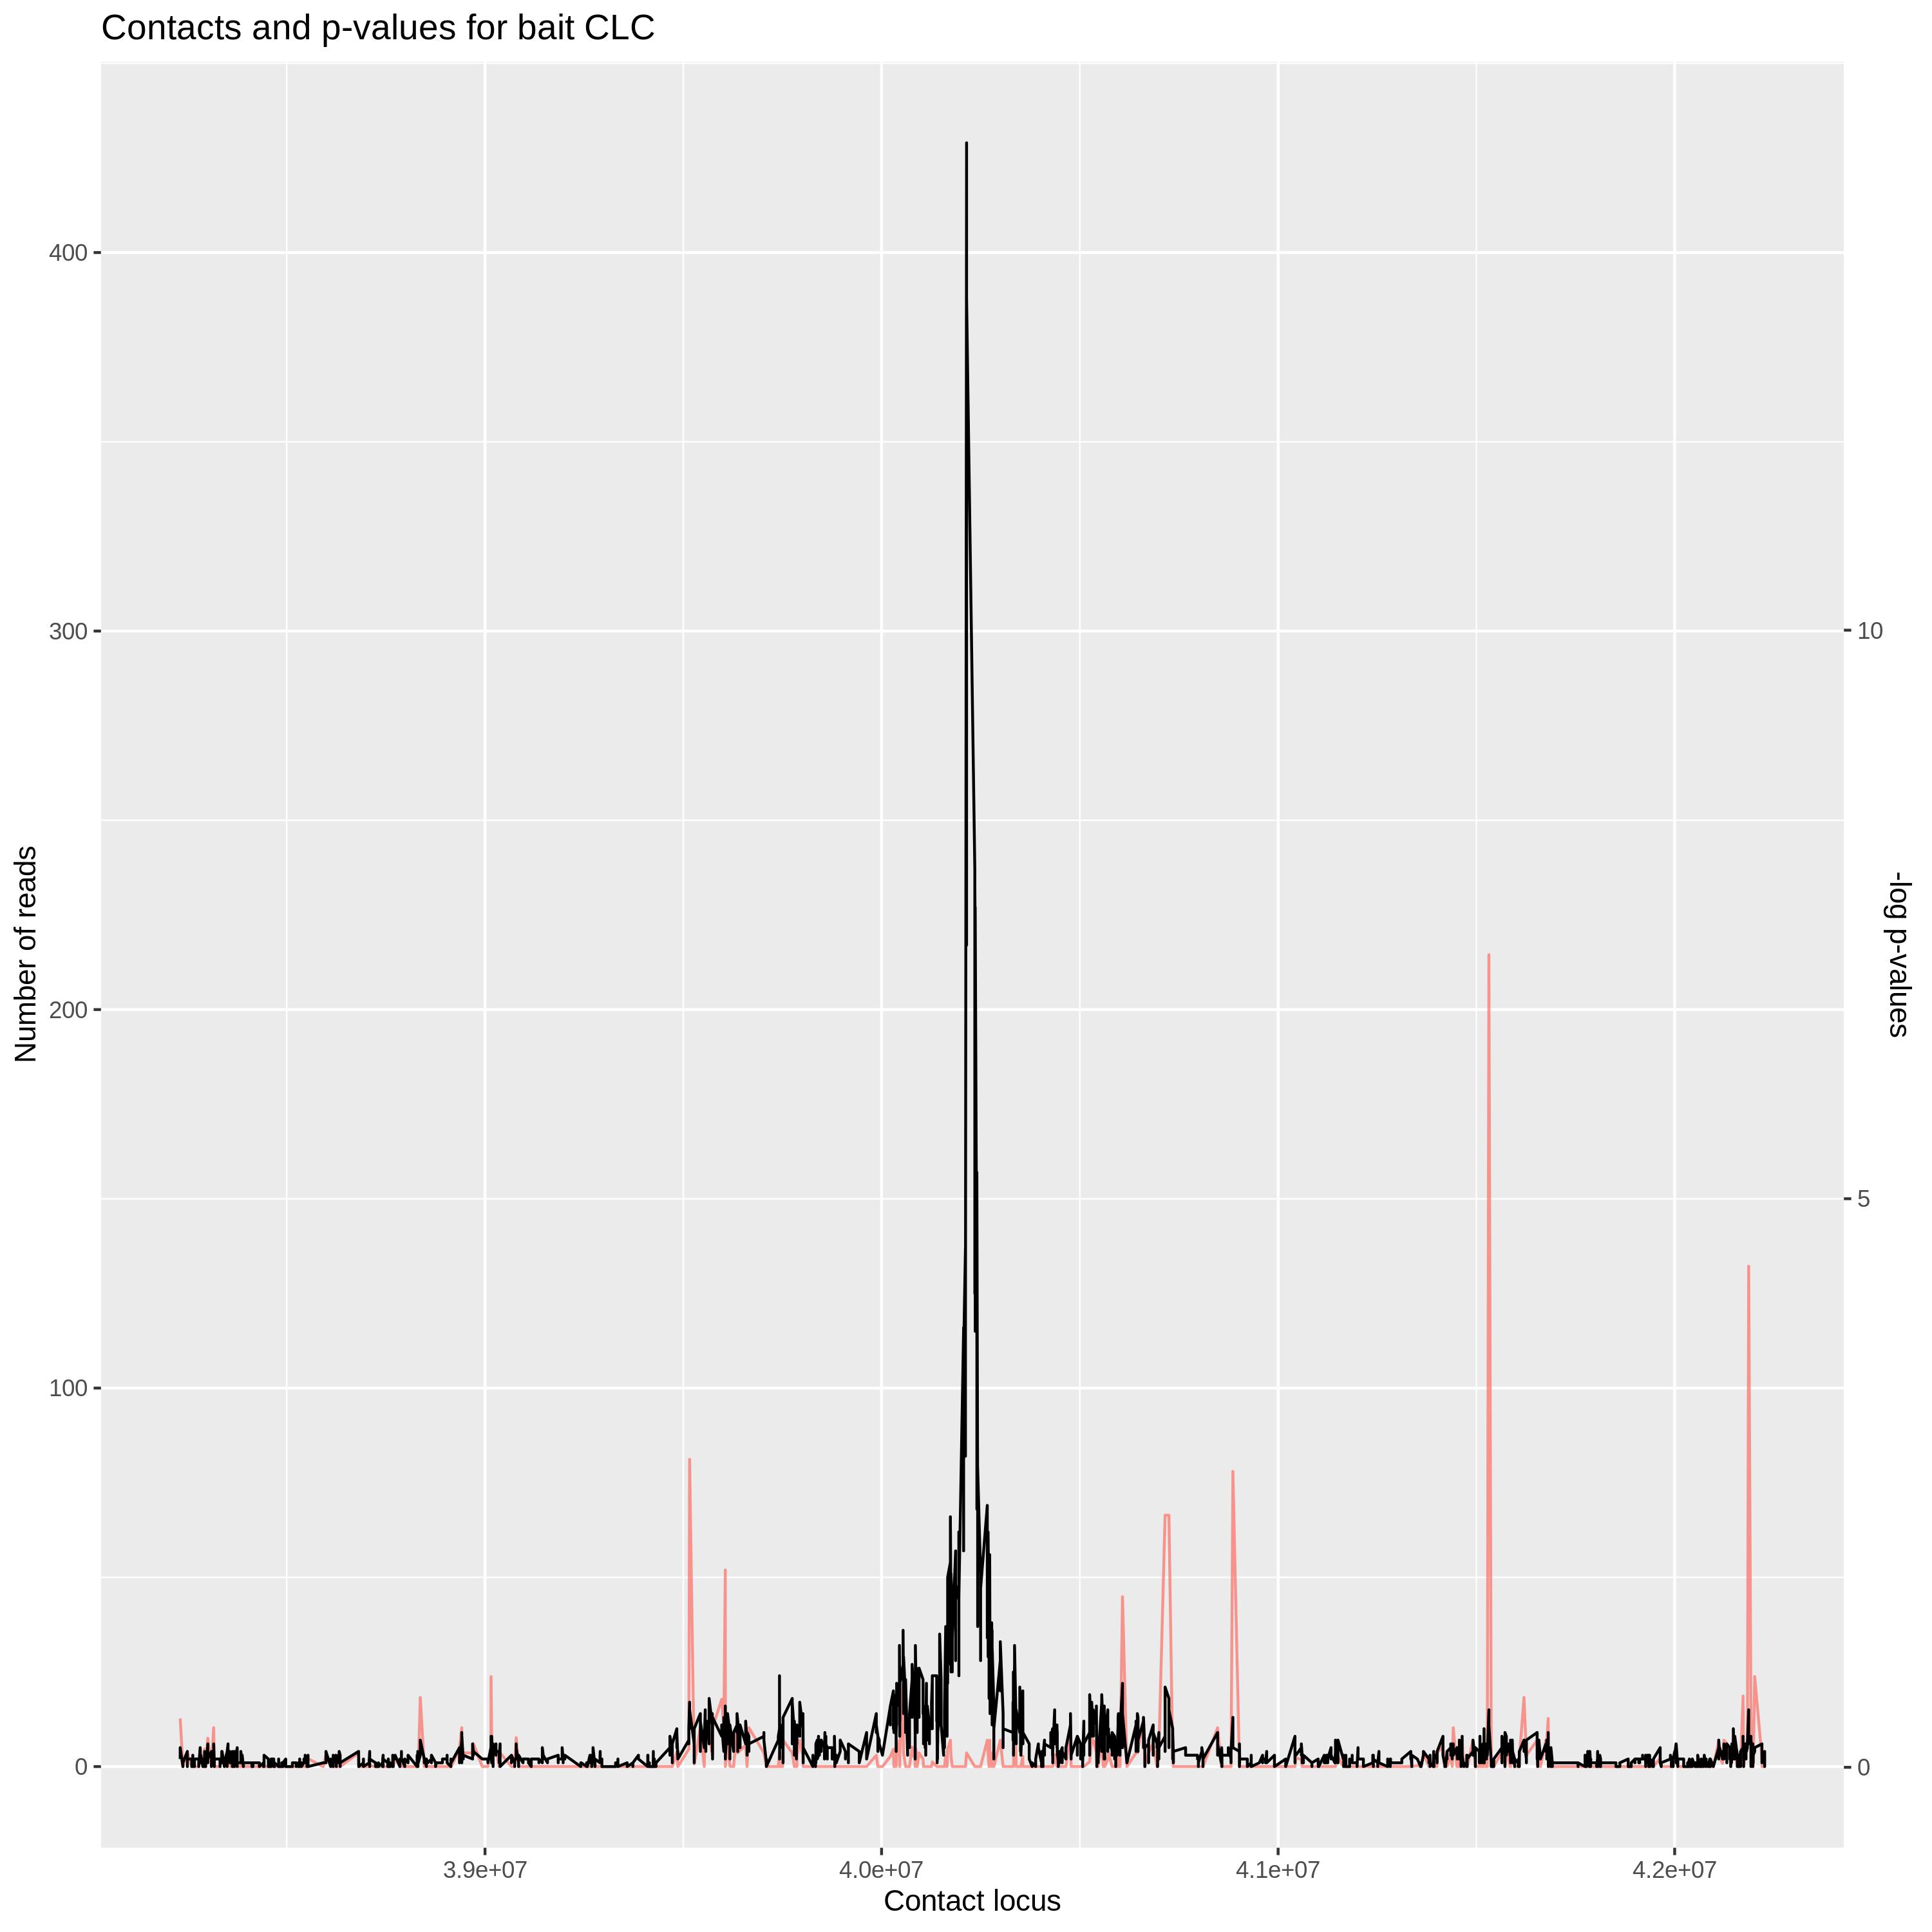 Contacts and p-values for bait CLC
400
300
200
100
0
10
5
0
Number of reads
-log p-values
3.9e+07
4.0e+07
4.1e+07
4.2e+07
Contact locus